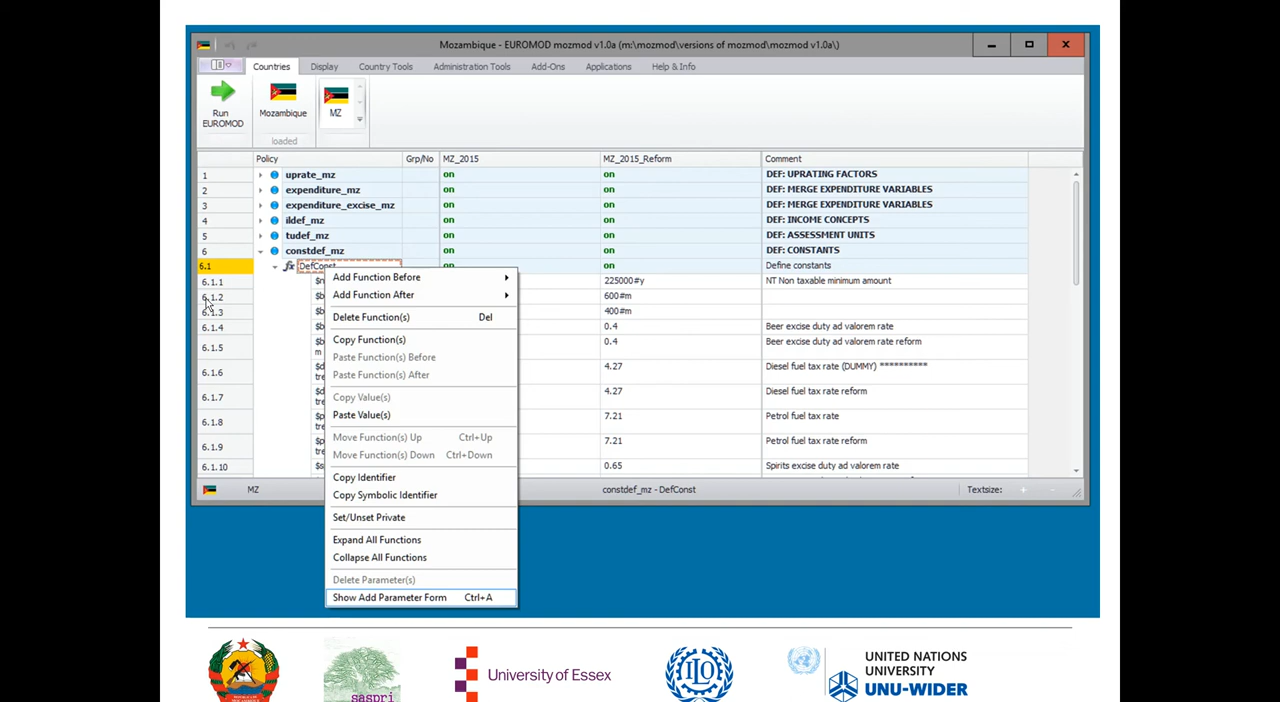 Mozambique - EUROMOD mozmod v1.0a (m:\mozmod\versions of mozmod\mozmod v1.0a\)
Countries Display Country Tools Administration Tools Add-Ons Applications Help & Info
Run EUROMOD
Mozambique
MZ
loaded
Policy Grp/No MZ_2015 MZ_2015_Reform Comment
1 uprate_mz on on DEF: UPRATING FACTORS
2 expenditure_mz on on DEF: MERGE EXPENDITURE VARIABLES
3 expenditure_excise_mz on on DEF: MERGE EXPENDITURE VARIABLES
4 ildef_mz on on DEF: INCOME CONCEPTS
5 tudef_mz on on DEF: ASSESSMENT UNITS
6 constdef_mz on on DEF: CONSTANTS
6.1 fx DefConst on on Define constants
6.1.1 225000#y NT Non taxable minimum amount
6.1.2 600#m
6.1.3 400#m
6.1.4 0.4 Beer excise duty ad valorem rate
6.1.5 0.4 Beer excise duty ad valorem rate reform
6.1.6 4.27 Diesel fuel tax rate (DUMMY) **********
6.1.7 4.27 Diesel fuel tax rate reform
6.1.8 7.21 Petrol fuel tax rate
6.1.9 7.21 Petrol fuel tax rate reform
6.1.10 0.65 Spirits excise duty ad valorem rate
Add Function Before
Add Function After
Delete Function(s) Del
Copy Function(s)
Paste Function(s) Before
Paste Function(s) After
Copy Value(s)
Paste Value(s)
Move Function(s) Up Ctrl+Up
Move Function(s) Down Ctrl+Down
Copy Identifier
Copy Symbolic Identifier
Set/Unset Private
Expand All Functions
Collapse All Functions
Delete Parameter(s)
Show Add Parameter Form Ctrl+A
MZ constdef_mz - DefConst Textsize: + -
saspri
University of Essex
ILO
UNITED NATIONS
UNIVERSITY
UNU-WIDER